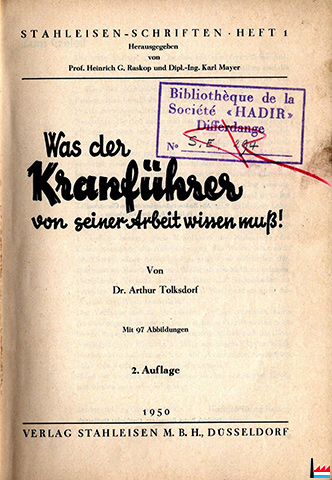 STAHLEISEN-SCHRIFTEN · HEFT 1
Herausgegeben
von
Prof. Heinrich G. Raskop und Dipl.-Ing. Karl Mayer
Bibliothèque de la
Société «HADIR»
Differdange
No S.E.
Was der
Kranführer
von seiner Arbeit wissen muß!
Von
Dr. Arthur Tolksdorf
Mit 97 Abbildungen
2. Auflage
1950
VERLAG STAHLEISEN M. B. H., DÜSSELDORF